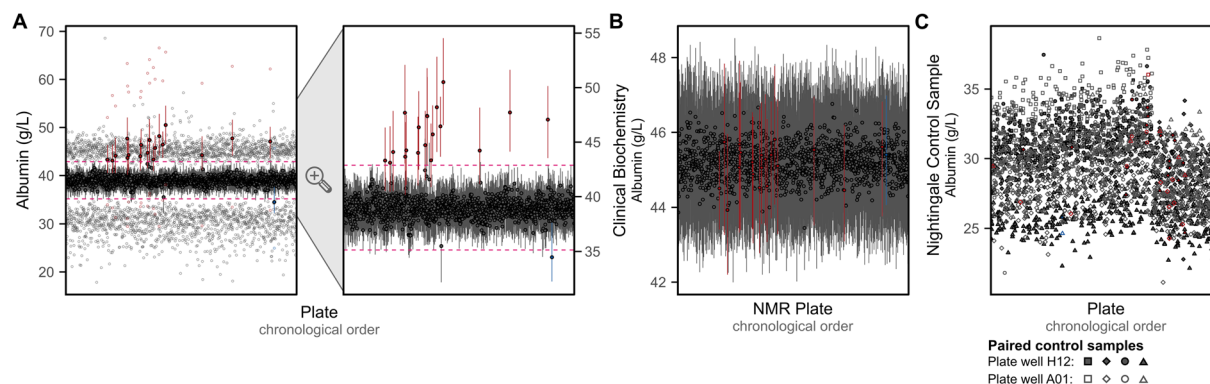 A
B
C
Albumin (g/L)
70
60
50
40
30
20
55
50
45
40
35
Plate
chronological order
Clinical Biochemistry
Albumin (g/L)
48
46
44
42
NMR Plate
chronological order
Nightingale Control Sample
Albumin (g/L)
35
30
25
Plate
chronological order
Paired control samples
Plate well H12:
Plate well A01: